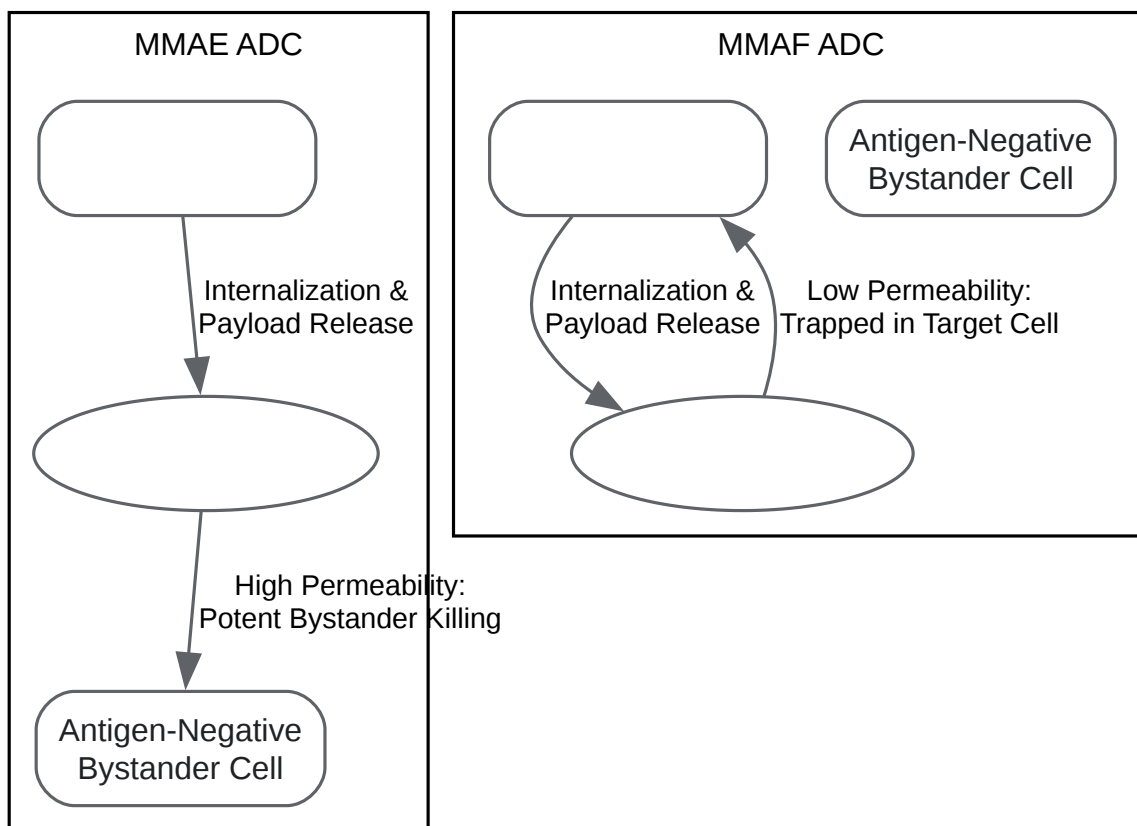 MMAE ADC
Internalization &
Payload Release
High Permeability:
Potent Bystander Killing
Antigen-Negative
Bystander Cell
MMAF ADC
Antigen-Negative
Bystander Cell
Internalization &
Payload Release
Low Permeability:
Trapped in Target Cell